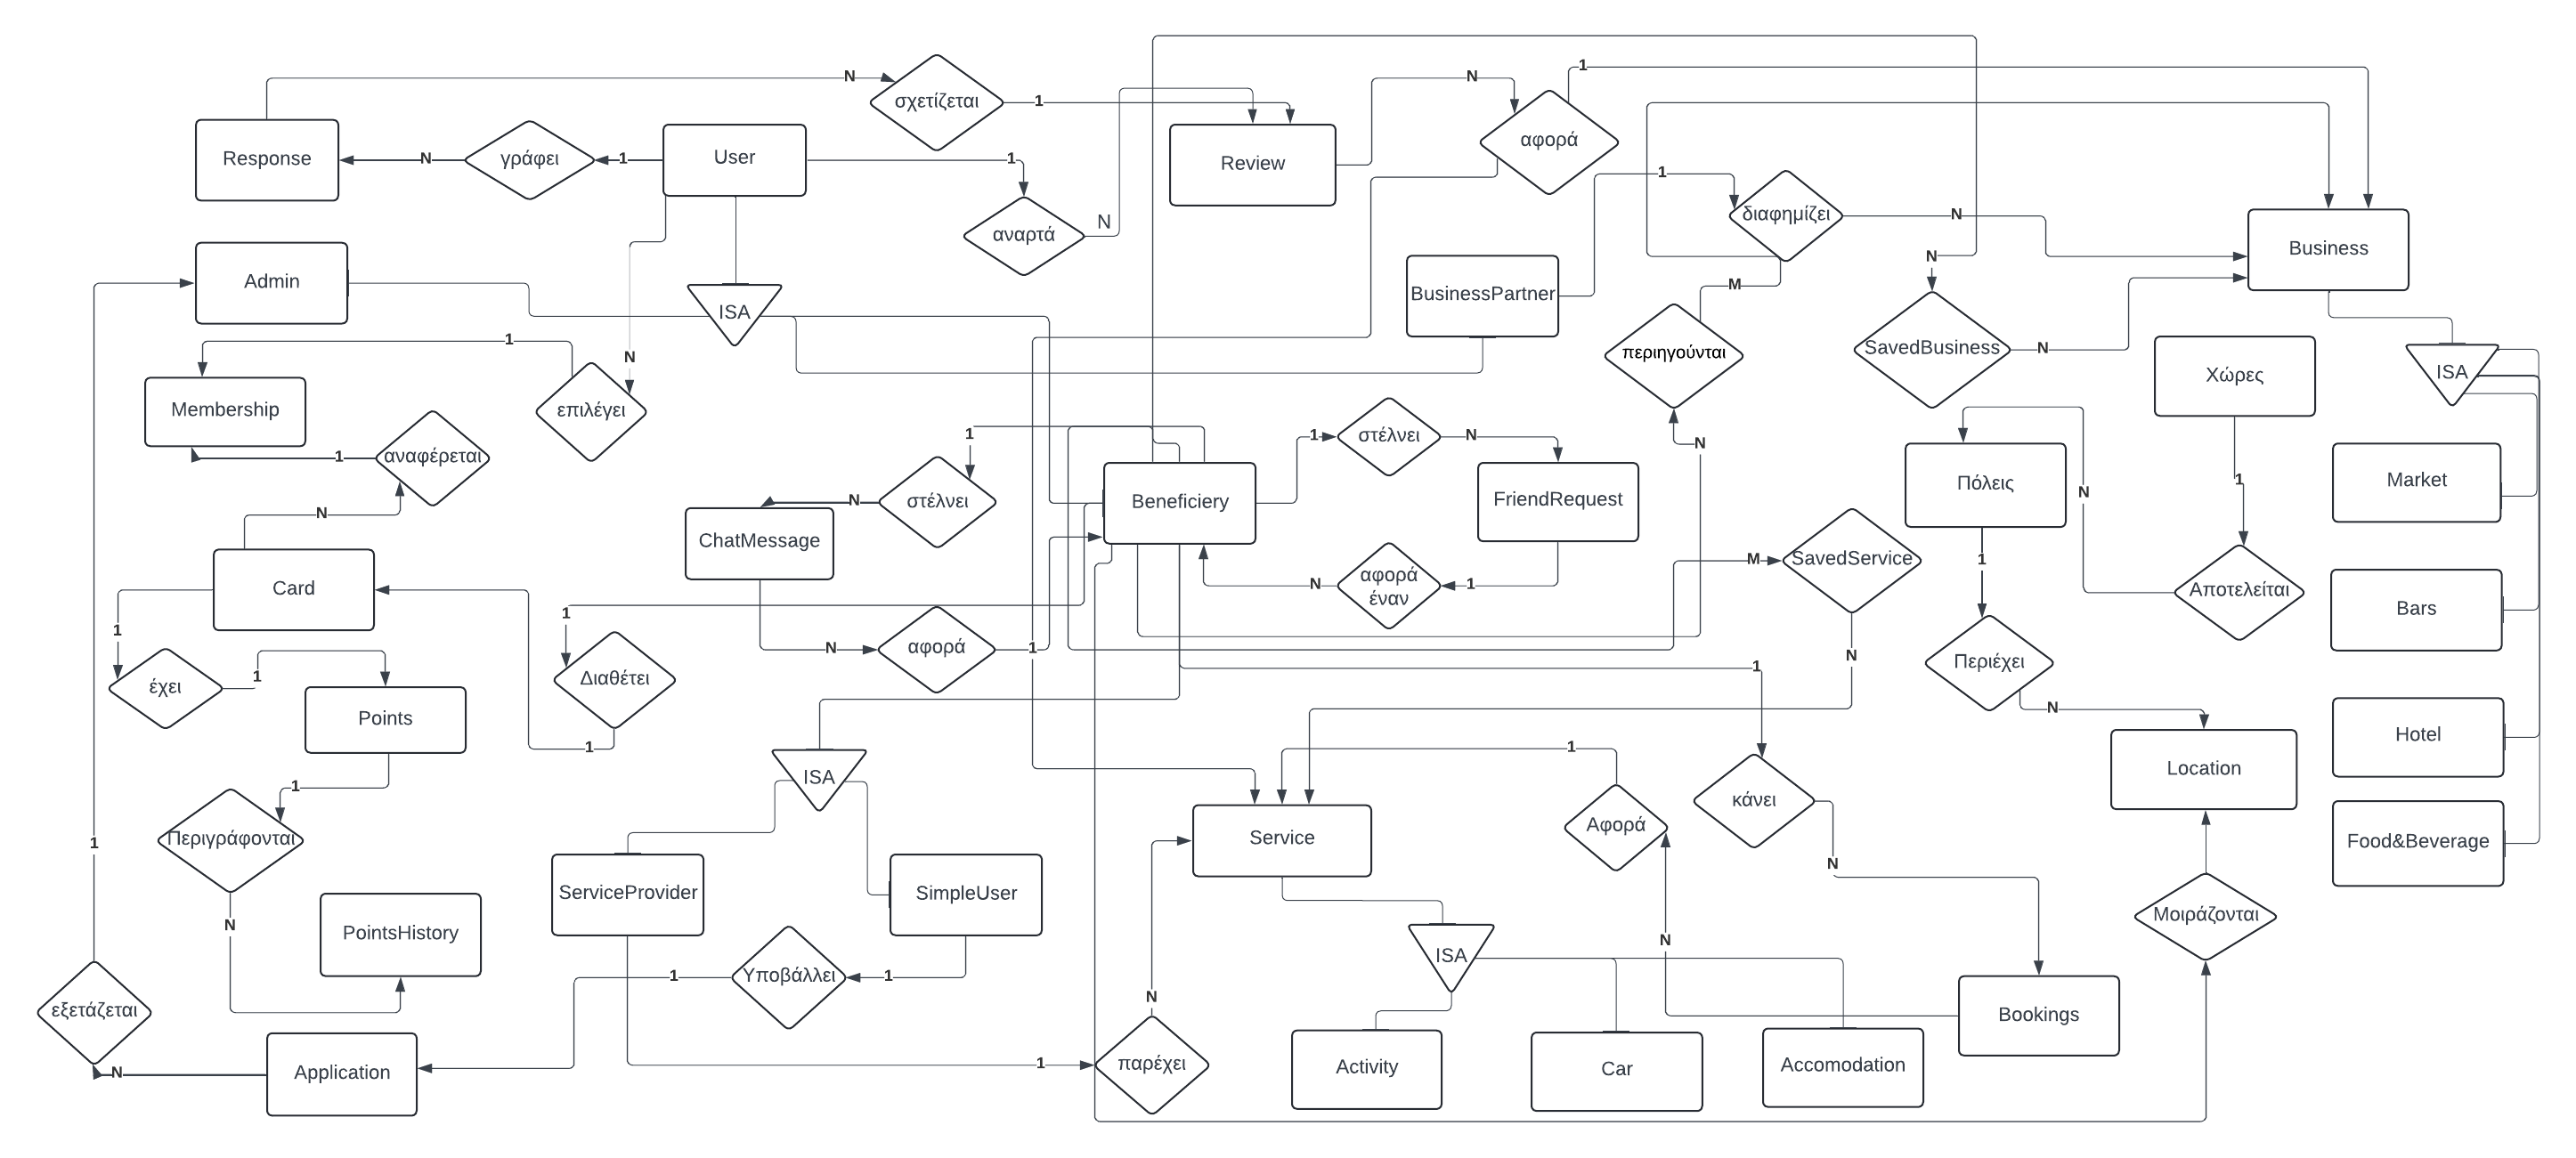 N
σχετίζεται
1
N
1
αφορά
Response
N
γράφει
1
User
1
Review
1
διαφημίζει
N
αναρτά
N
Business
Admin
ISA
BusinessPartner
M
N
περιηγούνται
SavedBusiness
N
Χώρες
ISA
1
N
Membership
επιλέγει
αναφέρεται
1
1
στέλνει
N
1
στέλνει
N
N
Market
Πόλεις
N
1
N
ChatMessage
Beneficiery
FriendRequest
N
SavedService
M
1
Αποτελείται
Bars
Card
αφορά
έναν
N
1
1
1
N
αφορά
1
Περιέχει
N
1
έχει
1
Διαθέτει
1
Points
N
Hotel
1
1
Location
ISA
κάνει
1
Περιγράφονται
Service
Αφορά
Food&Beverage
N
ServiceProvider
SimpleUser
N
PointsHistory
N
Μοιράζονται
ISA
Υποβάλλει
1
1
N
εξετάζεται
Bookings
Application
N
1
παρέχει
Activity
Car
Accomodation